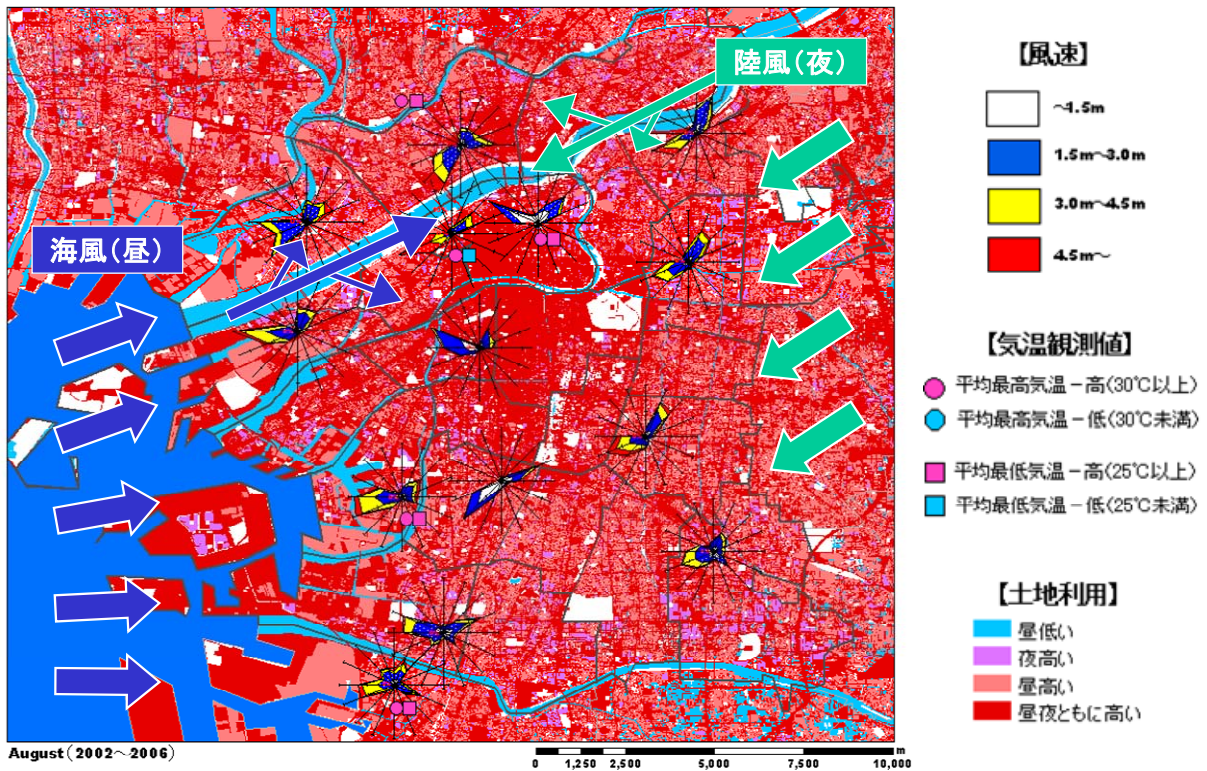 陸風(夜)
海風(昼)
【風速】
~1.5m
1.5m~3.0m
3.0m~4.5m
4.5m~
【気温観測値】
平均最高気温-高(30℃以上)
平均最高気温-低(30℃未満)
平均最低気温-高(25℃以上)
平均最低気温-低(25℃未満)
【土地利用】
昼低い
夜高い
昼高い
昼夜ともに高い
August(2002~2006)
m
0 1,250 2,500 5,000 7,500 10,000